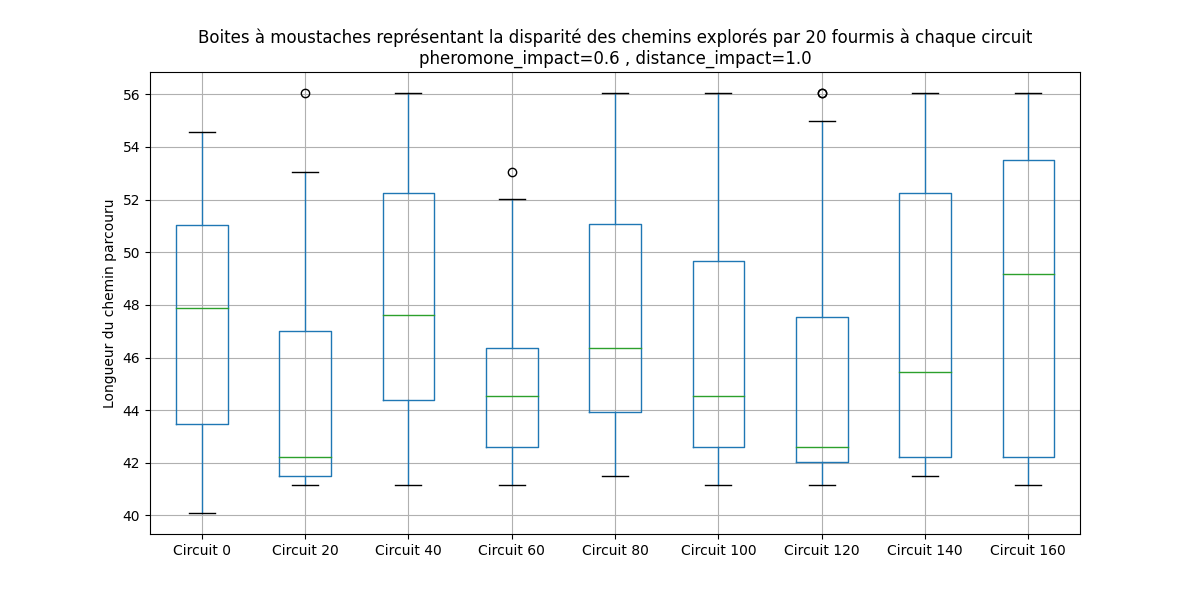 Boites à moustaches représentant la disparité des chemins explorés par 20 fourmis à chaque circuit
pheromone_impact=0.6 , distance_impact=1.0
Longueur du chemin parcouru
56
54
52
50
48
46
44
42
40
Circuit 0
Circuit 20
Circuit 40
Circuit 60
Circuit 80
Circuit 100
Circuit 120
Circuit 140
Circuit 160